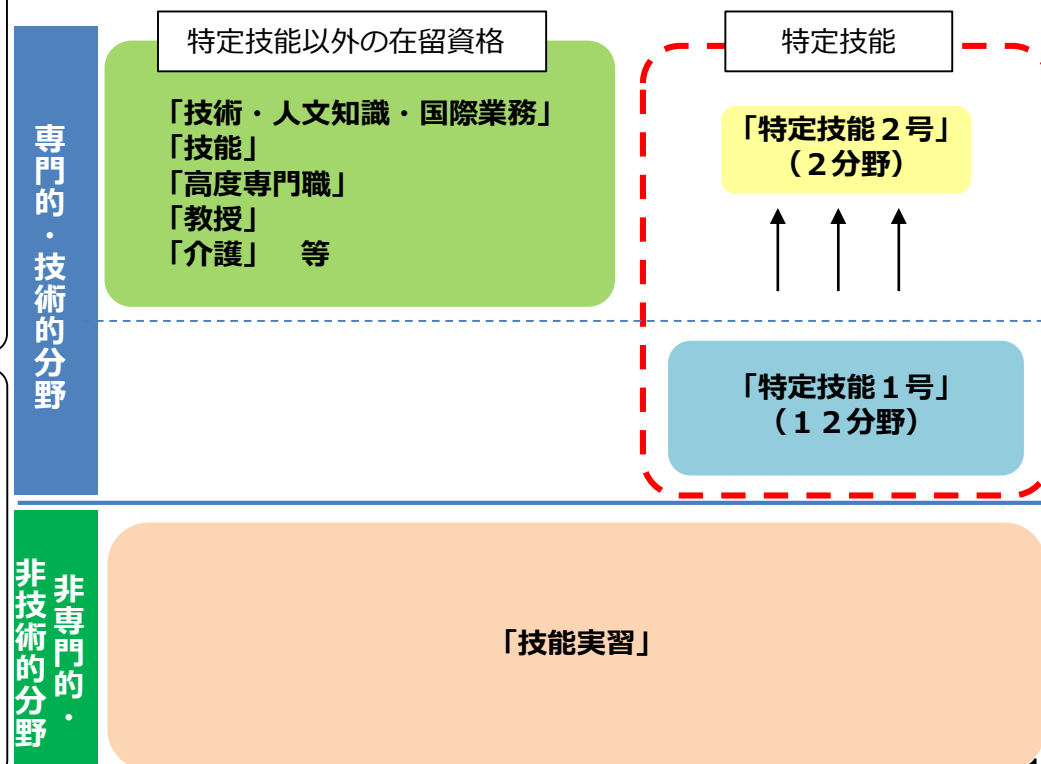 特定技能以外の在留資格
特定技能
専門的・技術的分野
「技術・人文知識・国際業務」
「技能」
「高度専門職」
「教授」
「介護」　等
「特定技能２号」
（２分野）
「特定技能１号」
（１２分野）
非専門的・
非技術的分野
「技能実習」